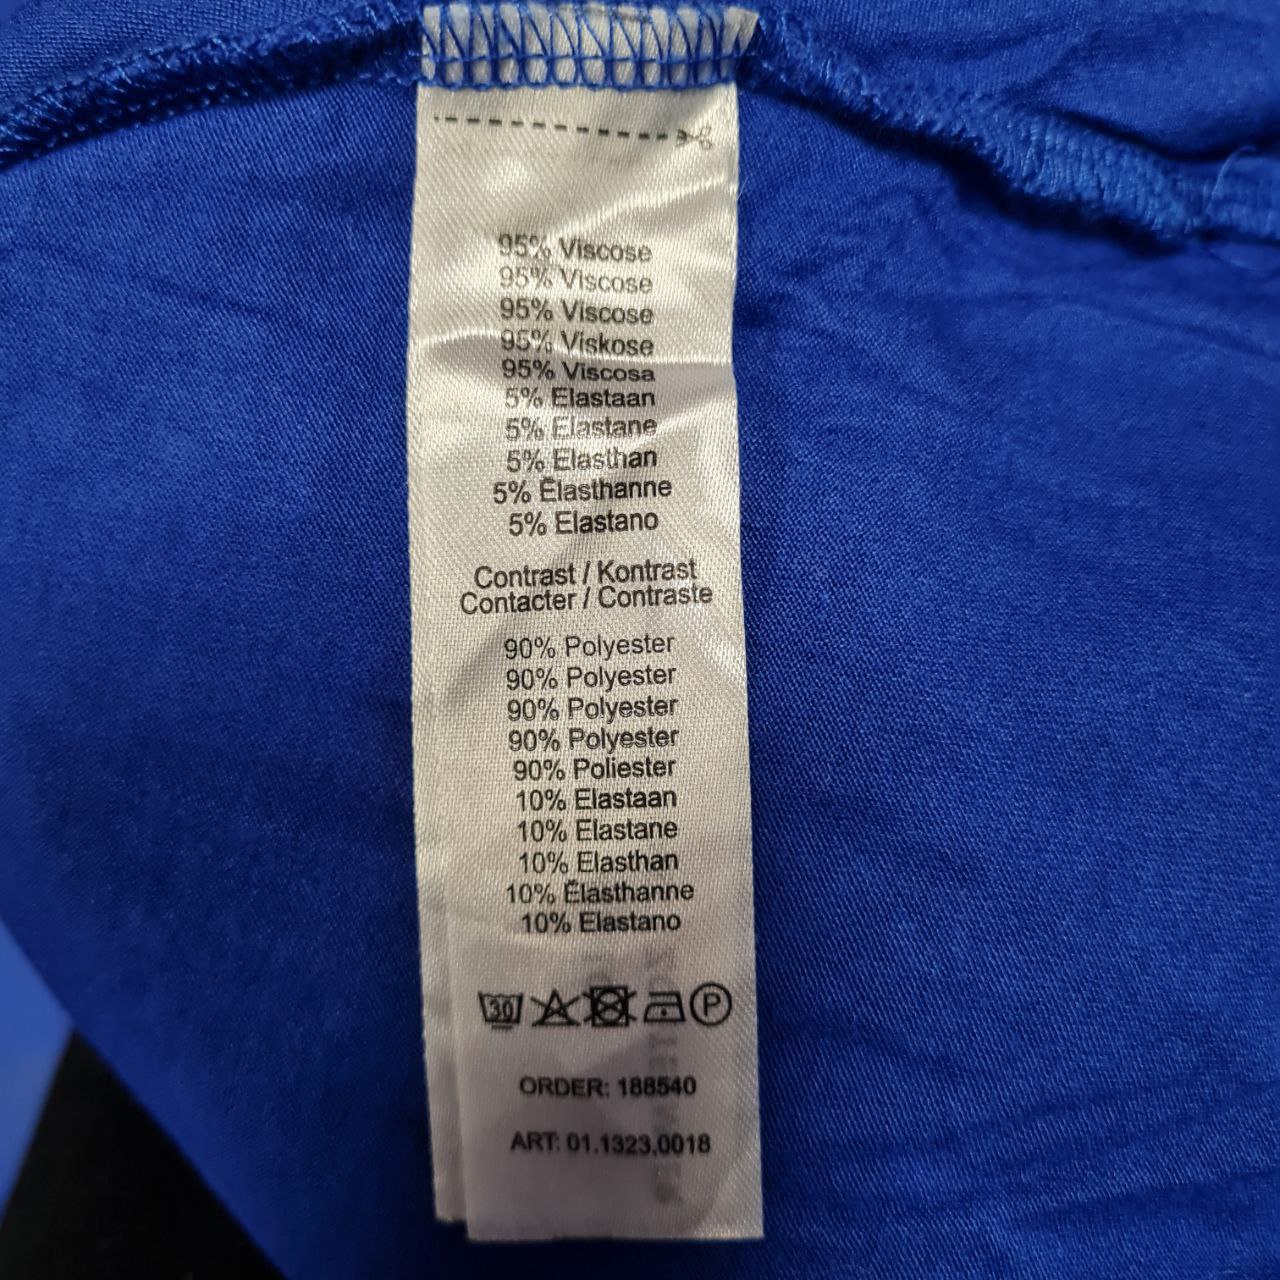 95% Viscose
95% Viscose
95% Viscose
95% Viskose
95% Viscosa
5% Elastaan
5% Elastane
5% Elasthan
5% Élasthanne
5% Elastano
Contrast / Kontrast
Contacter / Contraste
90% Polyester
90% Polyester
90% Polyester
90% Polyester
90% Poliester
10% Elastaan
10% Elastane
10% Elasthan
10% Élasthanne
10% Elastano
30 P
ORDER: 188540
ART: 01.1323.0018